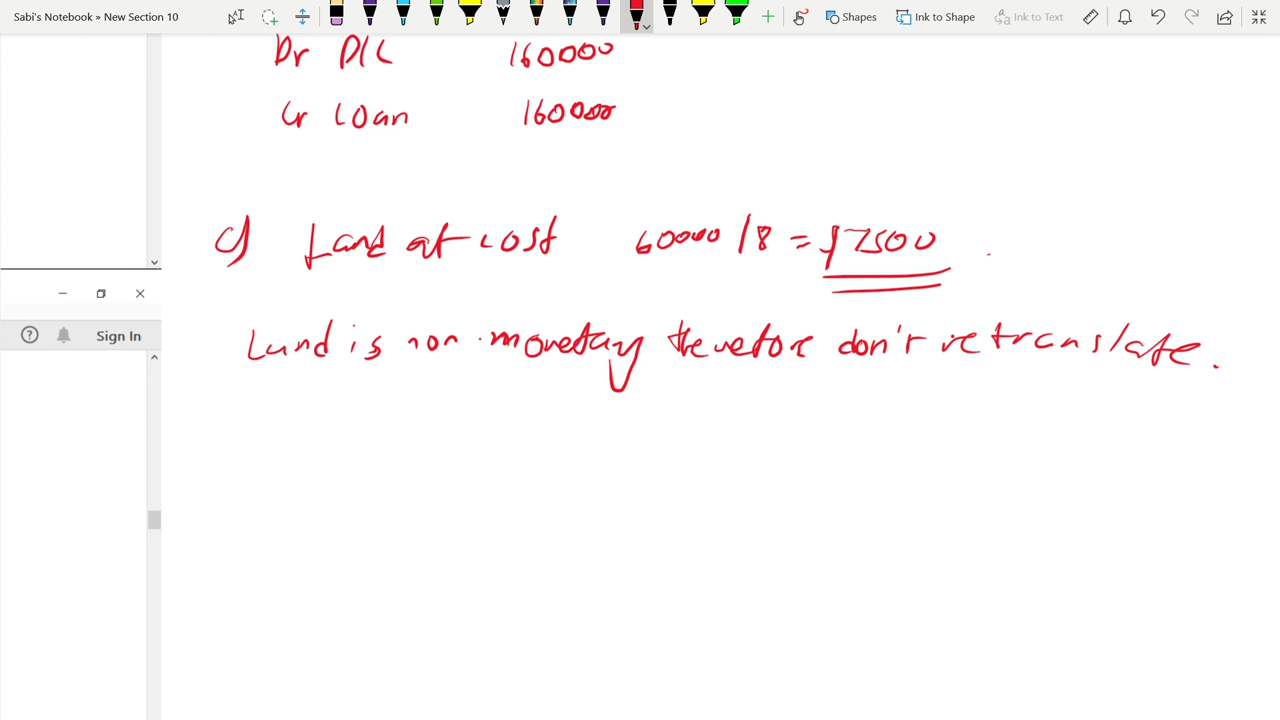 Sabi's Notebook » New Section 10
Shapes
Ink to Shape
Ink to Text
Dr P/L 160000
Cr Loan 160000
c) Land at cost 60000/8 = $7500
Sign In
Land is non-monetary therefore don't retranslate.